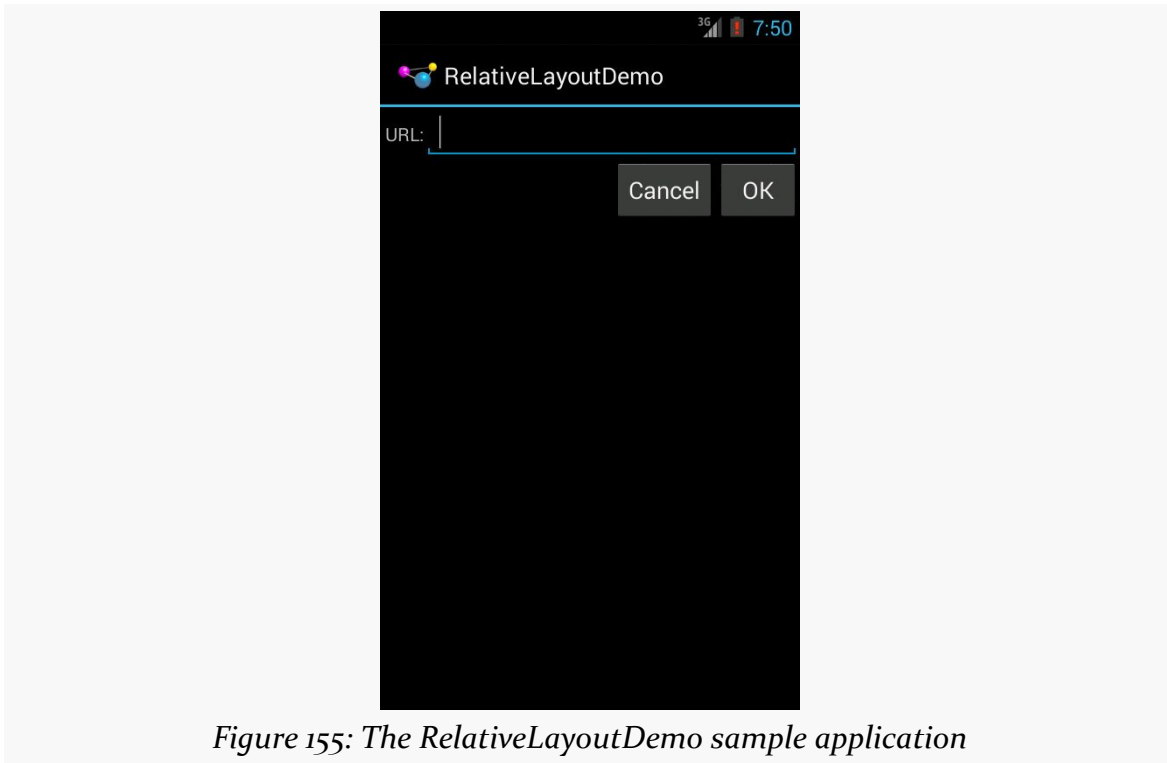 3G 7:50
RelativeLayoutDemo
URL:
Cancel OK
Figure 155: The RelativeLayoutDemo sample application